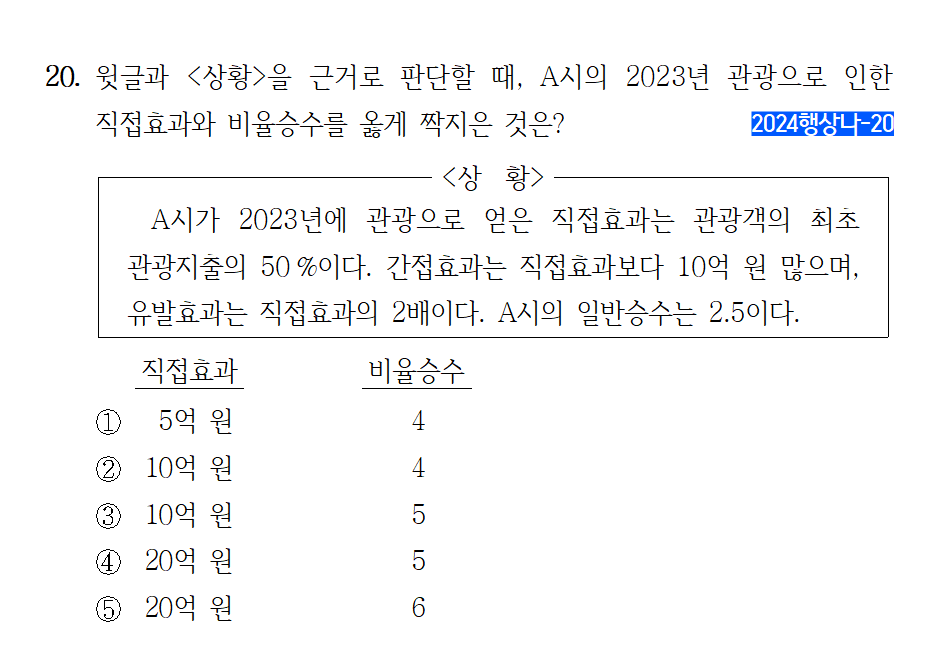 20. 윗글과 <상황>을 근거로 판단할 때, A시의 2023년 관광으로 인한
직접효과와 비율승수를 옳게 짝지은 것은?
2024행상나-20
<상 황>
A시가 2023년에 관광으로 얻은 직접효과는 관광객의 최초
관광지출의 50%이다. 간접효과는 직접효과보다 10억 원 많으며,
유발효과는 직접효과의 2배이다. A시의 일반승수는 2.5이다.
직접효과 비율승수
① 5억 원 4
② 10억 원 4
③ 10억 원 5
④ 20억 원 5
⑤ 20억 원 6